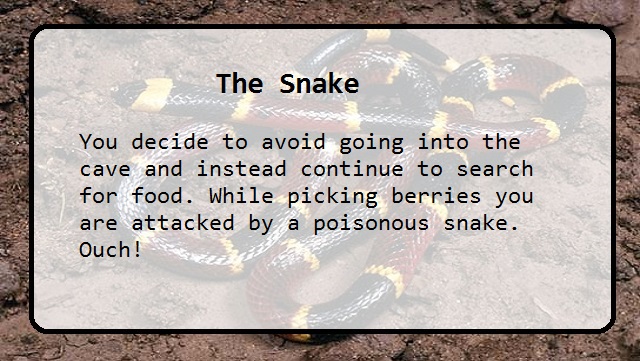 The Snake
You decide to avoid going into the
cave and instead continue to search
for food. While picking berries you
are attacked by a poisonous snake.
Ouch!